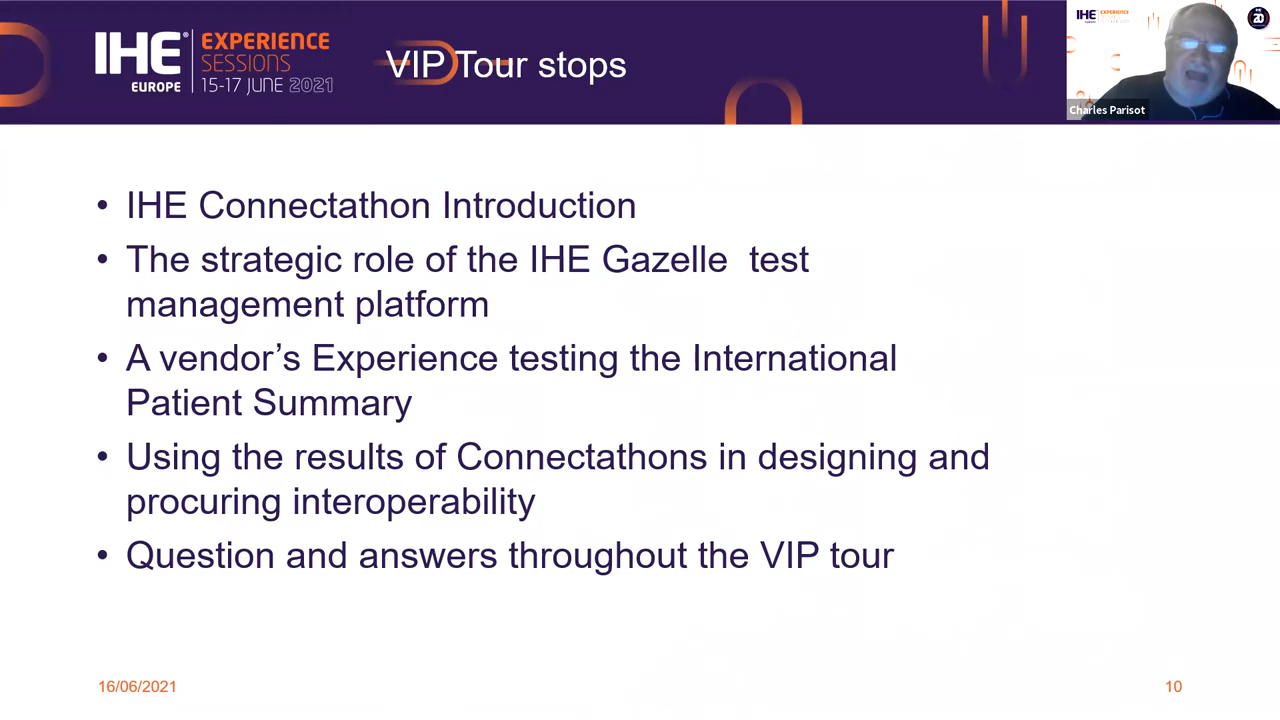 IHE® EXPERIENCE
SESSIONS
EUROPE 15-17 JUNE 2021
VIP Tour stops
IHE EXPERIENCE
Charles Parisot
• IHE Connectathon Introduction
• The strategic role of the IHE Gazelle test
management platform
• A vendor’s Experience testing the International
Patient Summary
• Using the results of Connectathons in designing and
procuring interoperability
• Question and answers throughout the VIP tour
16/06/2021
10